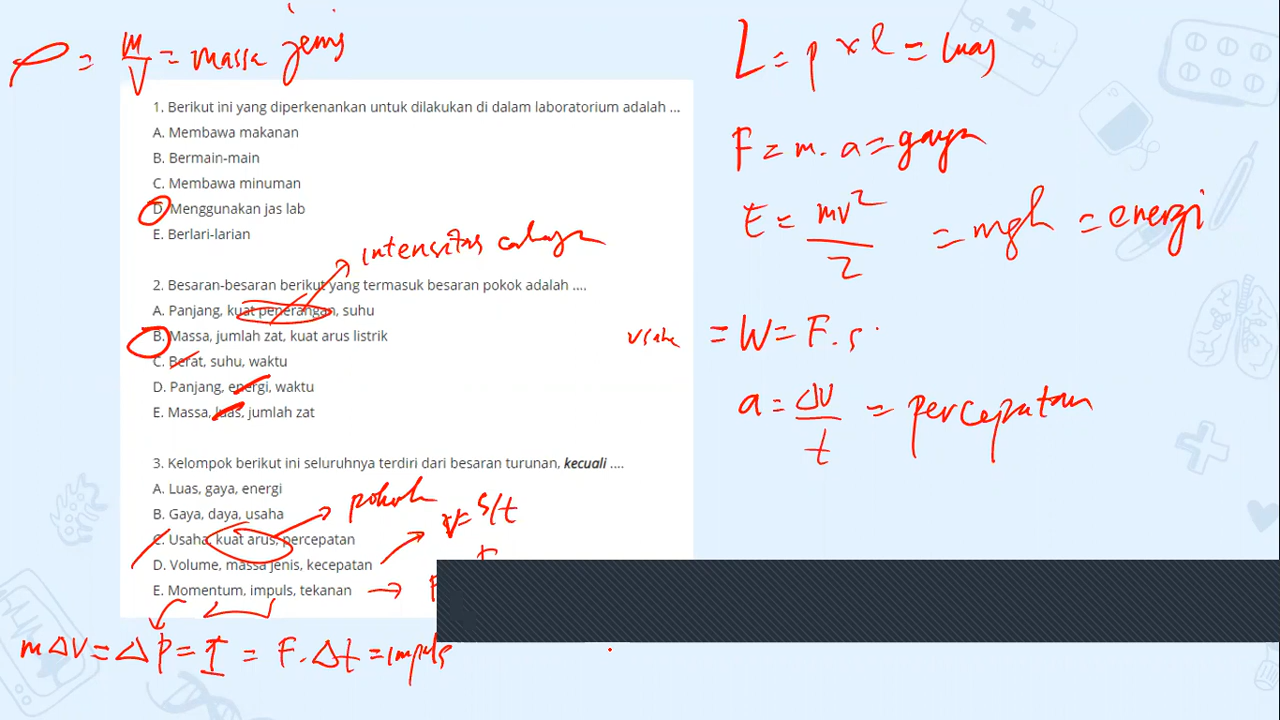 ρ = m/V = massa jenis
L = p x l = luas
1. Berikut ini yang diperkenankan untuk dilakukan di dalam laboratorium adalah ...
A. Membawa makanan
B. Bermain-main
C. Membawa minuman
D. Menggunakan jas lab
E. Berlari-larian
F = m. a = gaya
E = mv²/2 = mgh = energi
intensitas cahaya
2. Besaran-besaran berikut yang termasuk besaran pokok adalah ....
A. Panjang, kuat penerangan, suhu
B. Massa, jumlah zat, kuat arus listrik
C. Berat, suhu, waktu
D. Panjang, energi, waktu
E. Massa, luas, jumlah zat
usaha = W = F. s
a = Δv/t = percepatan
3. Kelompok berikut ini seluruhnya terdiri dari besaran turunan, kecuali ....
A. Luas, gaya, energi
B. Gaya, daya, usaha
pokok
C. Usaha, kuat arus, percepatan
v = s/t
D. Volume, massa jenis, kecepatan
E. Momentum, impuls, tekanan
m Δv = Δp = I = F. Δt = impuls